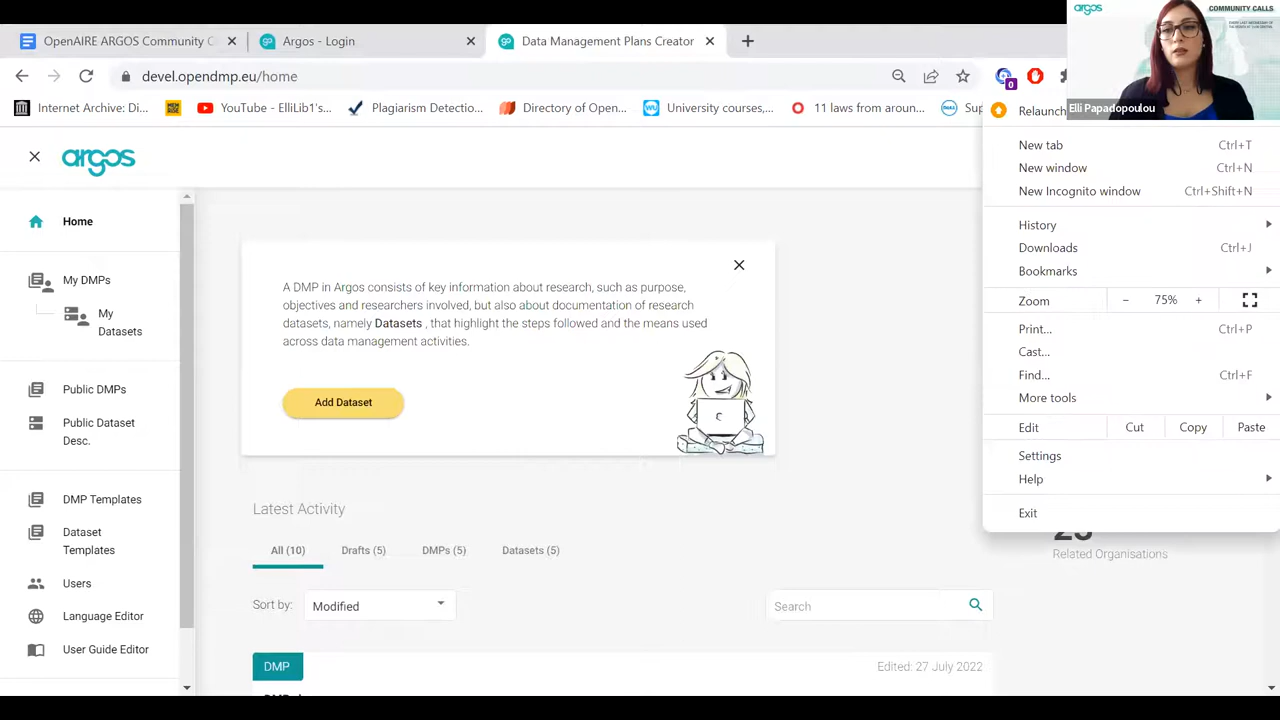 OpenAIRE ARGOS Community C
Argos - Login
Data Management Plans Creator
devel.opendmp.eu/home
0
Internet Archive: Di...
YouTube - ElliLib1's...
Plagiarism Detectio...
Directory of Open...
University courses,...
11 laws from aroun...
Sup
argos
COMMUNITY CALLS
Elli Papadopoulou
Relaunch
New tab Ctrl+T
New window Ctrl+N
New Incognito window Ctrl+Shift+N
History
Downloads Ctrl+J
Bookmarks
Zoom − 75% +
Print... Ctrl+P
Cast...
Find... Ctrl+F
More tools
Edit Cut Copy Paste
Settings
Help
Exit
argos
Home
My DMPs
My
Datasets
Public DMPs
Public Dataset
Desc.
DMP Templates
Dataset
Templates
Users
Language Editor
User Guide Editor
A DMP in Argos consists of key information about research, such as purpose,
objectives and researchers involved, but also about documentation of research
datasets, namely Datasets , that highlight the steps followed and the means used
across data management activities.
Add Dataset
Latest Activity
All (10) Drafts (5) DMPs (5) Datasets (5)
Sort by: Modified
Search
DMP
Edited: 27 July 2022
Related Organisations